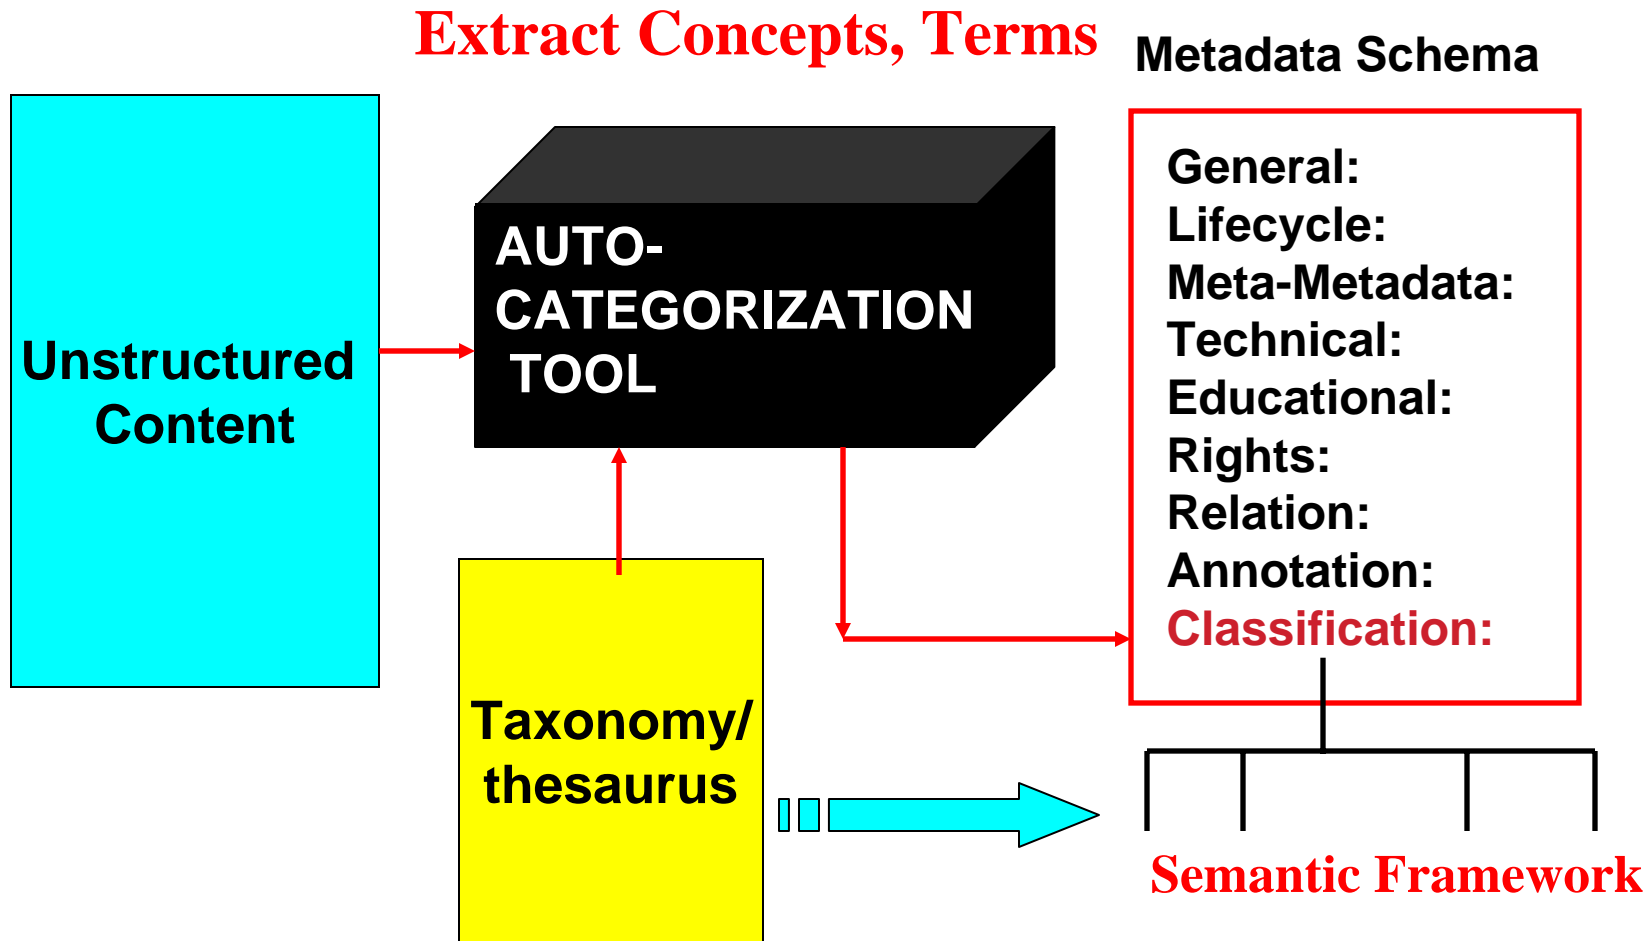 Extract Concepts, Terms
Metadata Schema
Unstructured
Content
AUTO-
CATEGORIZATION
TOOL
General:
Lifecycle:
Meta-Metadata:
Technical:
Educational:
Rights:
Relation:
Annotation:
Classification:
Taxonomy/
thesaurus
Semantic Framework